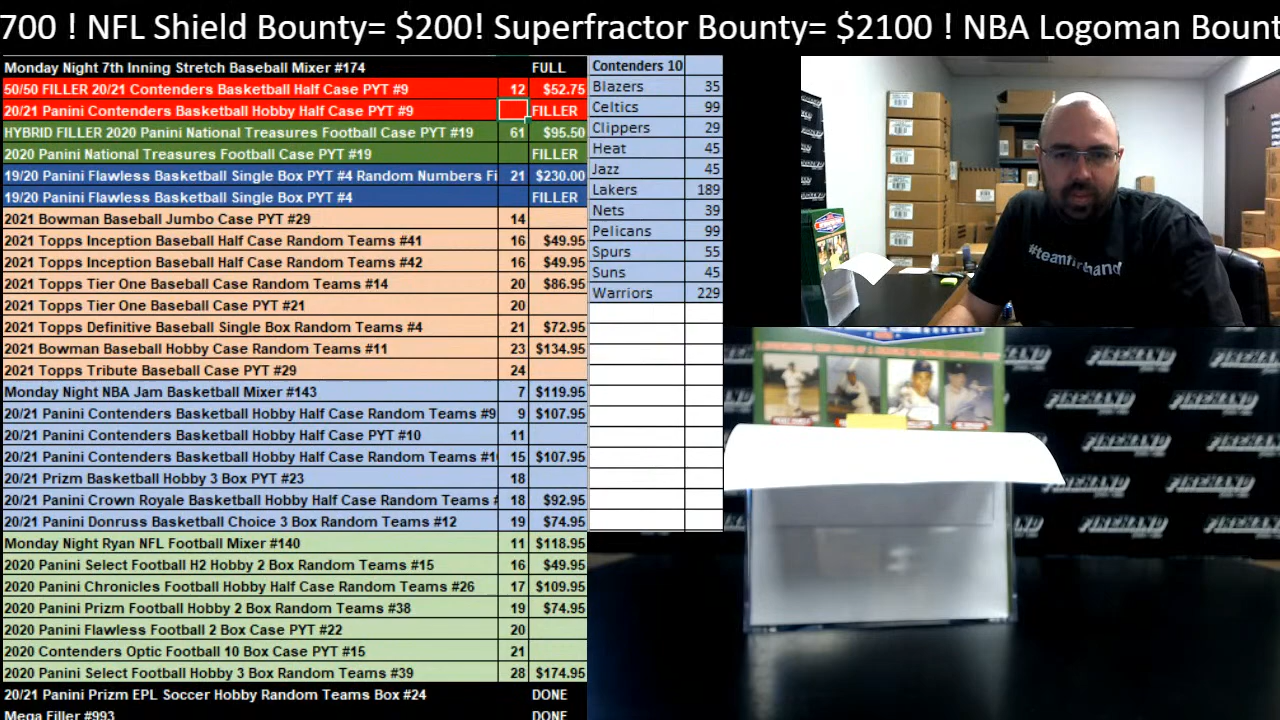 700 ! NFL Shield Bounty= $200! Superfractor Bounty= $2100 ! NBA Logoman Bount
Monday Night 7th Inning Stretch Baseball Mixer #174 FULL
50/50 FILLER 20/21 Contenders Basketball Half Case PYT #9 12 $52.75
20/21 Panini Contenders Basketball Hobby Half Case PYT #9 FILLER
HYBRID FILLER 2020 Panini National Treasures Football Case PYT #19 61 $95.50
2020 Panini National Treasures Football Case PYT #19 FILLER
19/20 Panini Flawless Basketball Single Box PYT #4 Random Numbers Fi 21 $230.00
19/20 Panini Flawless Basketball Single Box PYT #4 FILLER
2021 Bowman Baseball Jumbo Case PYT #29 14
2021 Topps Inception Baseball Half Case Random Teams #41 16 $49.95
2021 Topps Inception Baseball Half Case Random Teams #42 16 $49.95
2021 Topps Tier One Baseball Case Random Teams #14 20 $86.95
2021 Topps Tier One Baseball Case PYT #21 20
2021 Topps Definitive Baseball Single Box Random Teams #4 21 $72.95
2021 Bowman Baseball Hobby Case Random Teams #11 23 $134.95
2021 Topps Tribute Baseball Case PYT #29 24
Monday Night NBA Jam Basketball Mixer #143 7 $119.95
20/21 Panini Contenders Basketball Hobby Half Case Random Teams #9 9 $107.95
20/21 Panini Contenders Basketball Hobby Half Case PYT #10 11
20/21 Panini Contenders Basketball Hobby Half Case Random Teams #1 15 $107.95
20/21 Prizm Basketball Hobby 3 Box PYT #23 18
20/21 Panini Crown Royale Basketball Hobby Half Case Random Teams # 18 $92.95
20/21 Panini Donruss Basketball Choice 3 Box Random Teams #12 19 $74.95
Monday Night Ryan NFL Football Mixer #140 11 $118.95
2020 Panini Select Football H2 Hobby 2 Box Random Teams #15 16 $49.95
2020 Panini Chronicles Football Hobby Half Case Random Teams #26 17 $109.95
2020 Panini Prizm Football Hobby 2 Box Random Teams #38 19 $74.95
2020 Panini Flawless Football 2 Box Case PYT #22 20
2020 Contenders Optic Football 10 Box Case PYT #15 21
2020 Panini Select Football Hobby 3 Box Random Teams #39 28 $174.95
20/21 Panini Prizm EPL Soccer Hobby Random Teams Box #24 DONE
Mega Filler #993 DONE
Contenders 10
Blazers 35
Celtics 99
Clippers 29
Heat 45
Jazz 45
Lakers 189
Nets 39
Pelicans 99
Spurs 55
Suns 45
Warriors 229
#teamfirehand
FIREHAND
FIREHAND
FIREHAND
FIREHAND
FIREHAND
FIREHAND